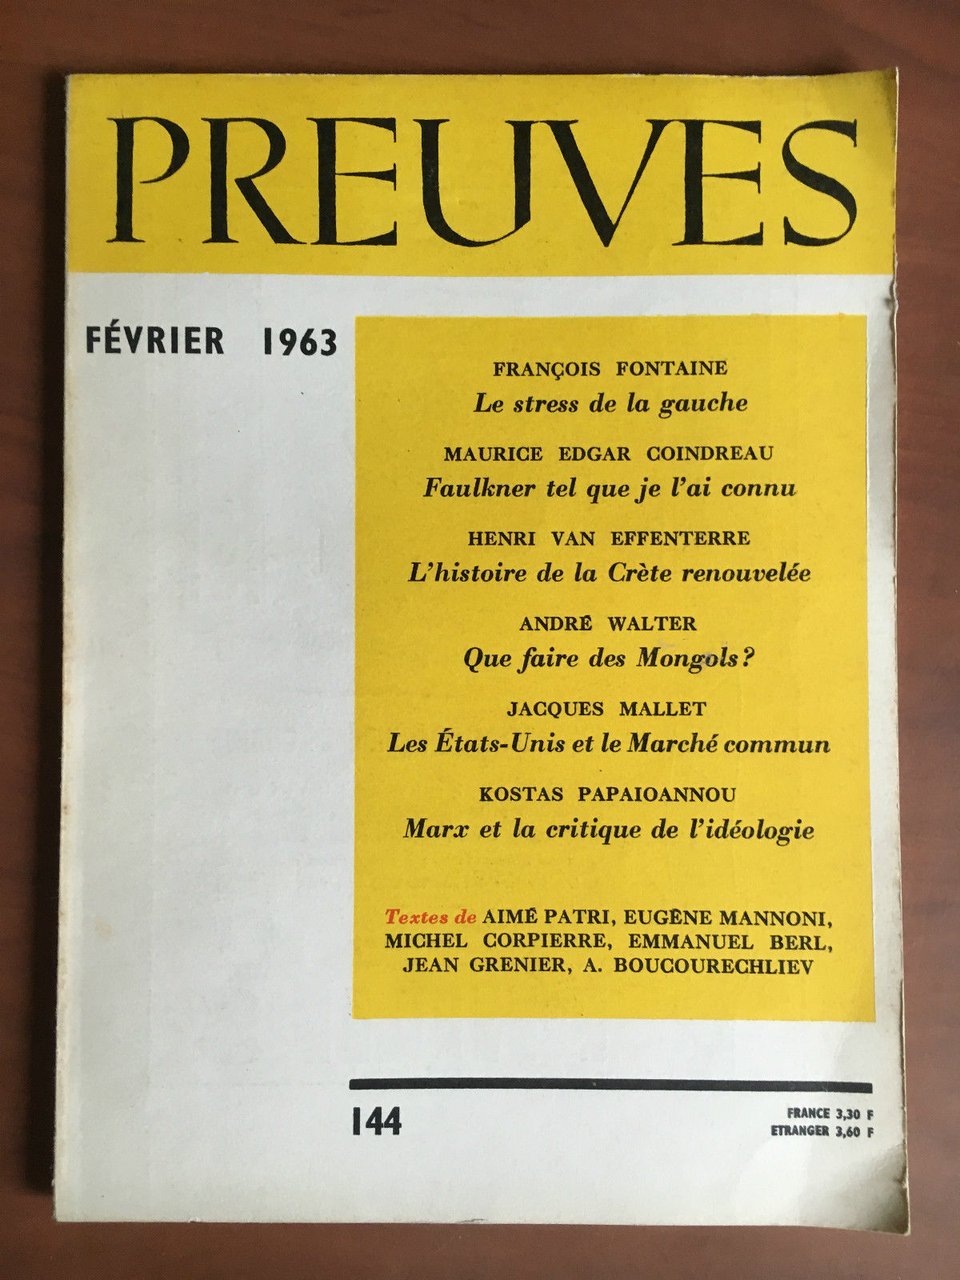 PREUVES
FÉVRIER 1963
FRANÇOIS FONTAINE
Le stress de la gauche
MAURICE EDGAR COINDREAU
Faulkner tel que je l'ai connu
HENRI VAN EFFENTERRE
L'histoire de la Crète renouvelée
ANDRÉ WALTER
Que faire des Mongols?
JACQUES MALLET
Les États-Unis et le Marché commun
KOSTAS PAPAIOANNOU
Marx et la critique de l'idéologie
Textes de AIMÉ PATRI, EUGÈNE MANNONI,
MICHEL CORPIERRE, EMMANUEL BERL,
JEAN GRENIER, A. BOUCOURECHLIEV
144
FRANCE 3,30 F
ETRANGER 3,60 F